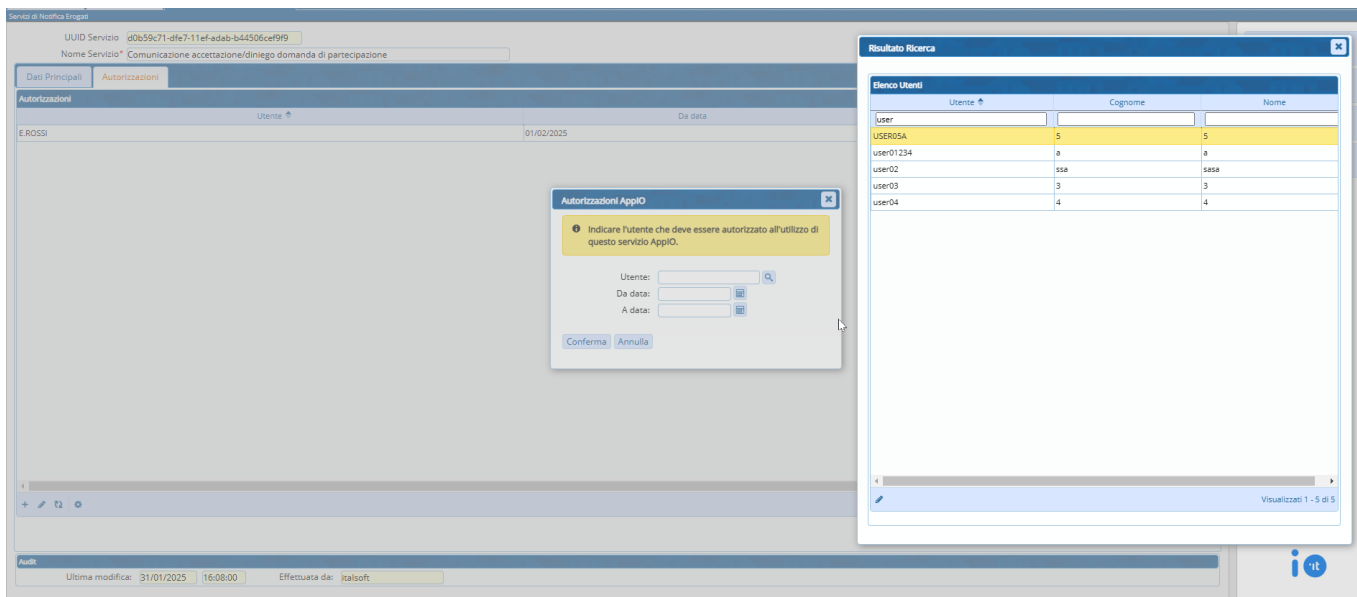 Servizi di Notifica Erogati
UUID Servizio d0b59c71-dfe7-11ef-adab-b44506cef9f9
Nome Servizio* Comunicazione accettazione/diniego domanda di partecipazione
Dati Principali Autorizzazioni
Autorizzazioni
Utente Da data
E.ROSSI 01/02/2025
Autorizzazioni AppIO
Indicare l'utente che deve essere autorizzato all'utilizzo di
questo servizio AppIO.
Utente:
Da data:
A data:
Conferma Annulla
Risultato Ricerca
Elenco Utenti
Utente Cognome Nome
user
USER05A 5 5
user01234 a a
user02 ssa sasa
user03 3 3
user04 4 4
Visualizzati 1 - 5 di 5
Audit
Ultima modifica: 31/01/2025 16:08:00 Effettuata da: italsoft
io it